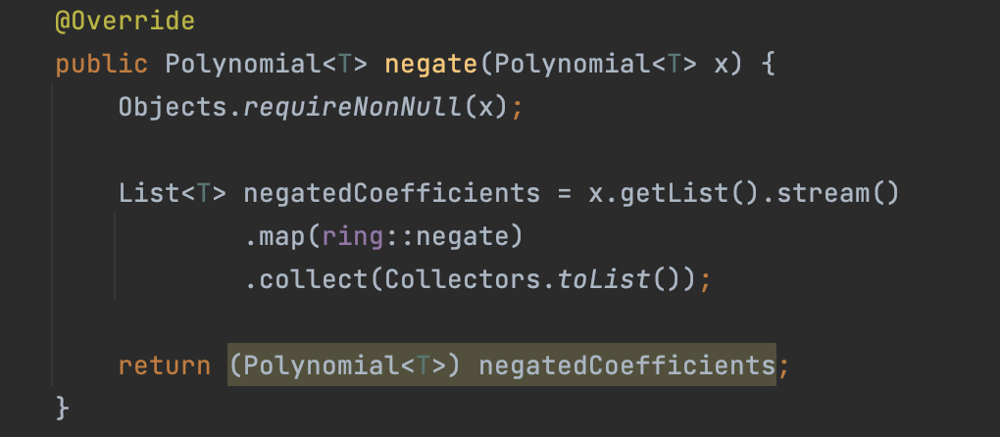 @Override
public Polynomial<T> negate(Polynomial<T> x) {
Objects.requireNonNull(x);
List<T> negatedCoefficients = x.getList().stream()
.map(ring::negate)
.collect(Collectors.toList());
return (Polynomial<T>) negatedCoefficients;
}